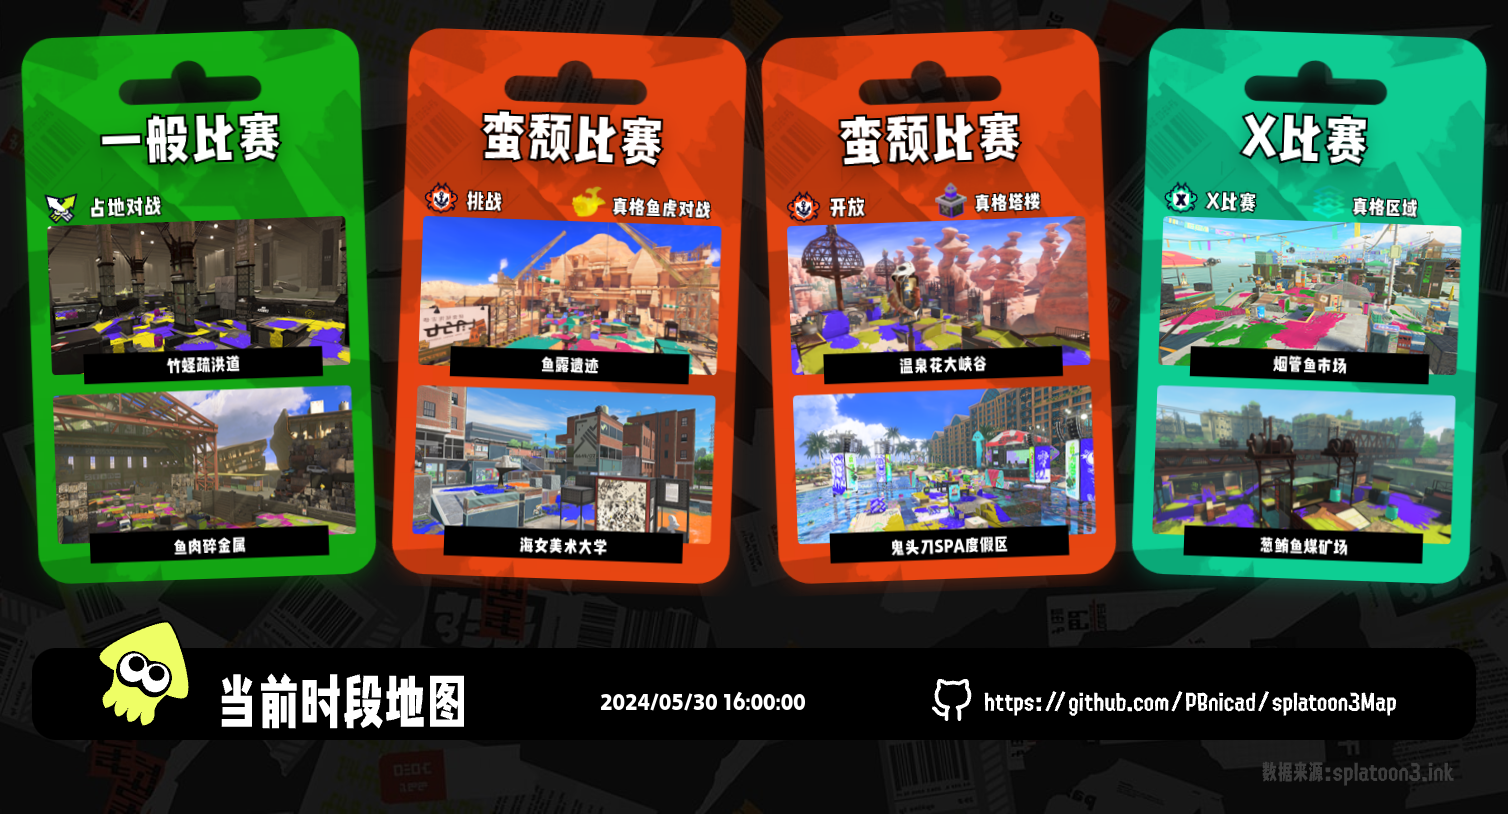 一般比赛
占地对战
竹蛏疏洪道
鱼肉碎金属
蛮颓比赛
挑战
真格鱼虎对战
鱼露遗迹
海女美术大学
蛮颓比赛
开放
真格塔楼
温泉花大峡谷
鬼头刀SPA度假区
X比赛
X比赛
真格区域
烟管鱼市场
葱鲔鱼煤矿场
当前时段地图
2024/05/30 16:00:00
https://github.com/PBnicad/splatoon3Map
数据来源:splatoon3.ink